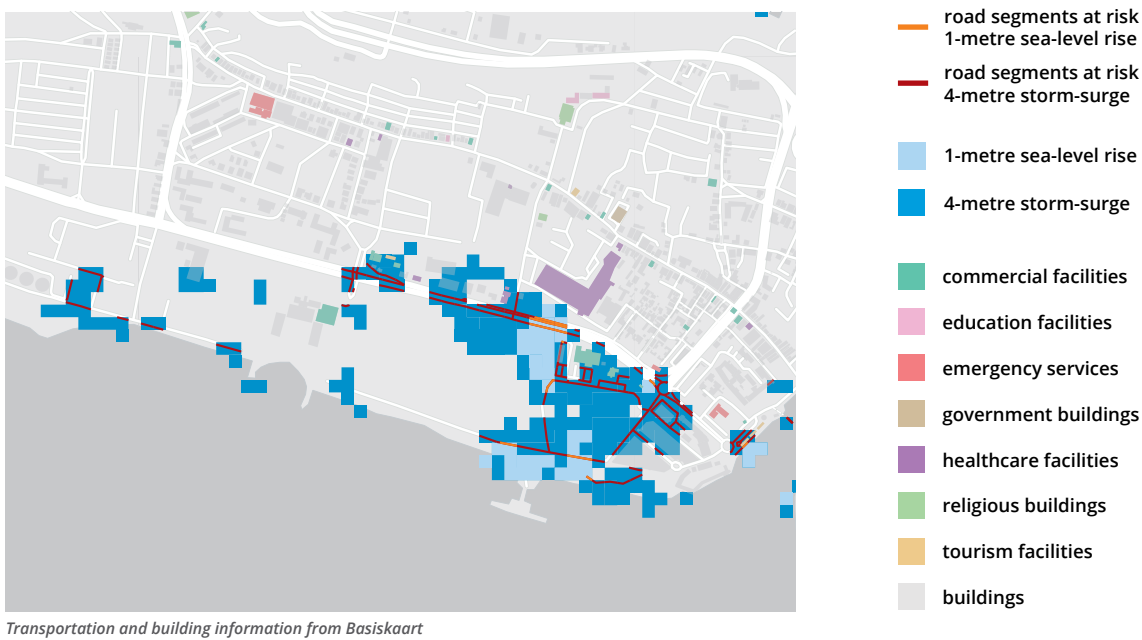 road segments at risk
1-metre sea-level rise
road segments at risk
4-metre storm-surge
1-metre sea-level rise
4-metre storm-surge
commercial facilities
education facilities
emergency services
government buildings
healthcare facilities
religious buildings
tourism facilities
buildings
Transportation and building information from Basiskaart